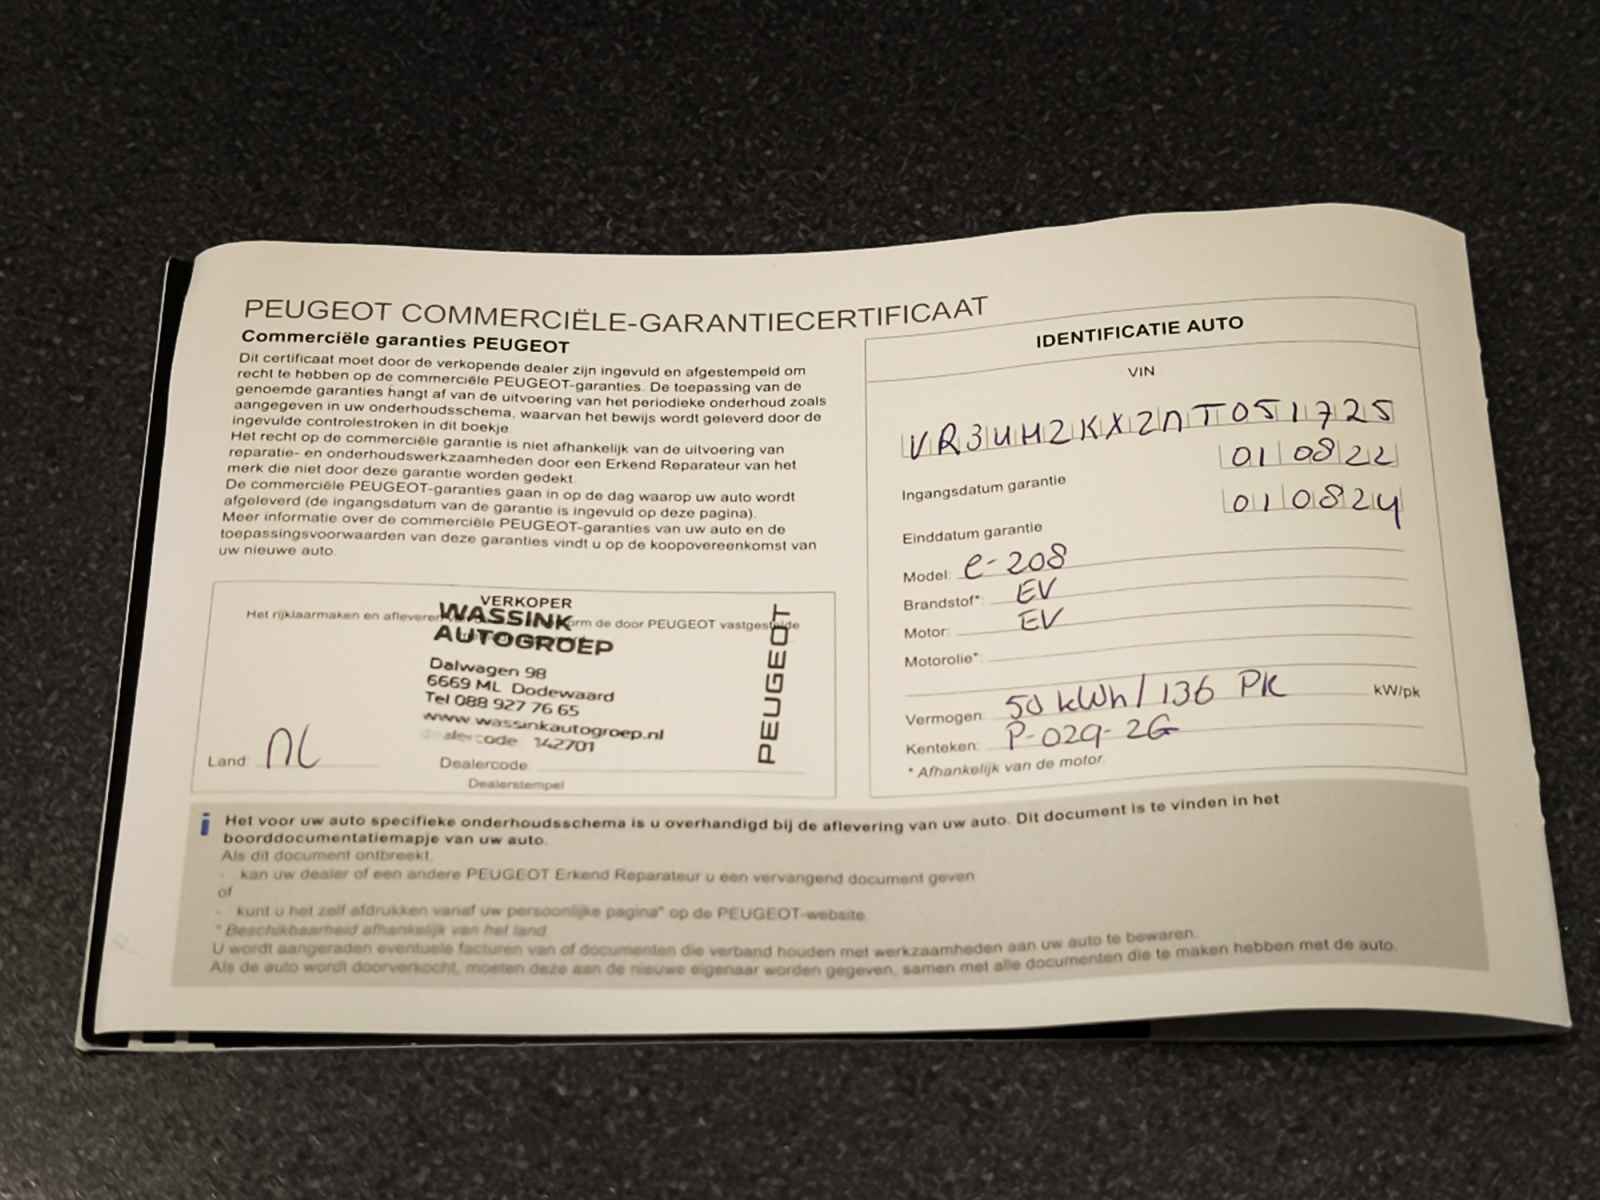 PEUGEOT COMMERCIËLE-GARANTIECERTIFICAAT
Commerciële garanties PEUGEOT
Dit certificaat moet door de verkopende dealer zijn ingevuld en afgestempeld om
recht te hebben op de commerciële PEUGEOT-garanties. De toepassing van de
genoemde garanties hangt af van de uitvoering van het periodieke onderhoud zoals
aangegeven in uw onderhoudsschema, waarvan het bewijs wordt geleverd door de
ingevulde controlestroken in dit boekje.
Het recht op de commerciële garantie is niet afhankelijk van de uitvoering van
reparatie- en onderhoudswerkzaamheden door een Erkend Reparateur van het
merk die niet door deze garantie worden gedekt.
De commerciële PEUGEOT-garanties gaan in op de dag waarop uw auto wordt
afgeleverd (de ingangsdatum van de garantie is ingevuld op deze pagina).
Meer informatie over de commerciële PEUGEOT-garanties van uw auto en de
toepassingsvoorwaarden van deze garanties vindt u op de koopovereenkomst van
uw nieuwe auto.
VERKOPER
Het rijklaarmaken en afleveren door de door PEUGEOT vastgestelde
WASSINK
AUTOGROEP
Dalwagen 98
6669 ML Dodewaard
Tel 088 927 76 65
www.wassinkautogroep.nl
dealercode 142701
PEUGEOT
Land: NL
Dealercode:
Dealerstempel
IDENTIFICATIE AUTO
VIN
VR3UHZKXZNT051725
Ingangsdatum garantie 010822
Einddatum garantie 010824
Model: e-208
Brandstof*: EV
Motor: EV
Motorolie*:
Vermogen: 50 kWh/136 PK kW/pk
Kenteken: P-029-ZG
* Afhankelijk van de motor.
i Het voor uw auto specifieke onderhoudsschema is u overhandigd bij de aflevering van uw auto. Dit document is te vinden in het
boorddocumentatiemapje van uw auto.
Als dit document ontbreekt:
- kan uw dealer of een andere PEUGEOT Erkend Reparateur u een vervangend document geven
of
- kunt u het zelf afdrukken vanaf uw persoonlijke pagina* op de PEUGEOT-website.
* Beschikbaarheid afhankelijk van het land.
U wordt aangeraden eventuele facturen van of documenten die verband houden met werkzaamheden aan uw auto te bewaren.
Als de auto wordt doorverkocht, moeten deze aan de nieuwe eigenaar worden gegeven, samen met alle documenten die te maken hebben met de auto.